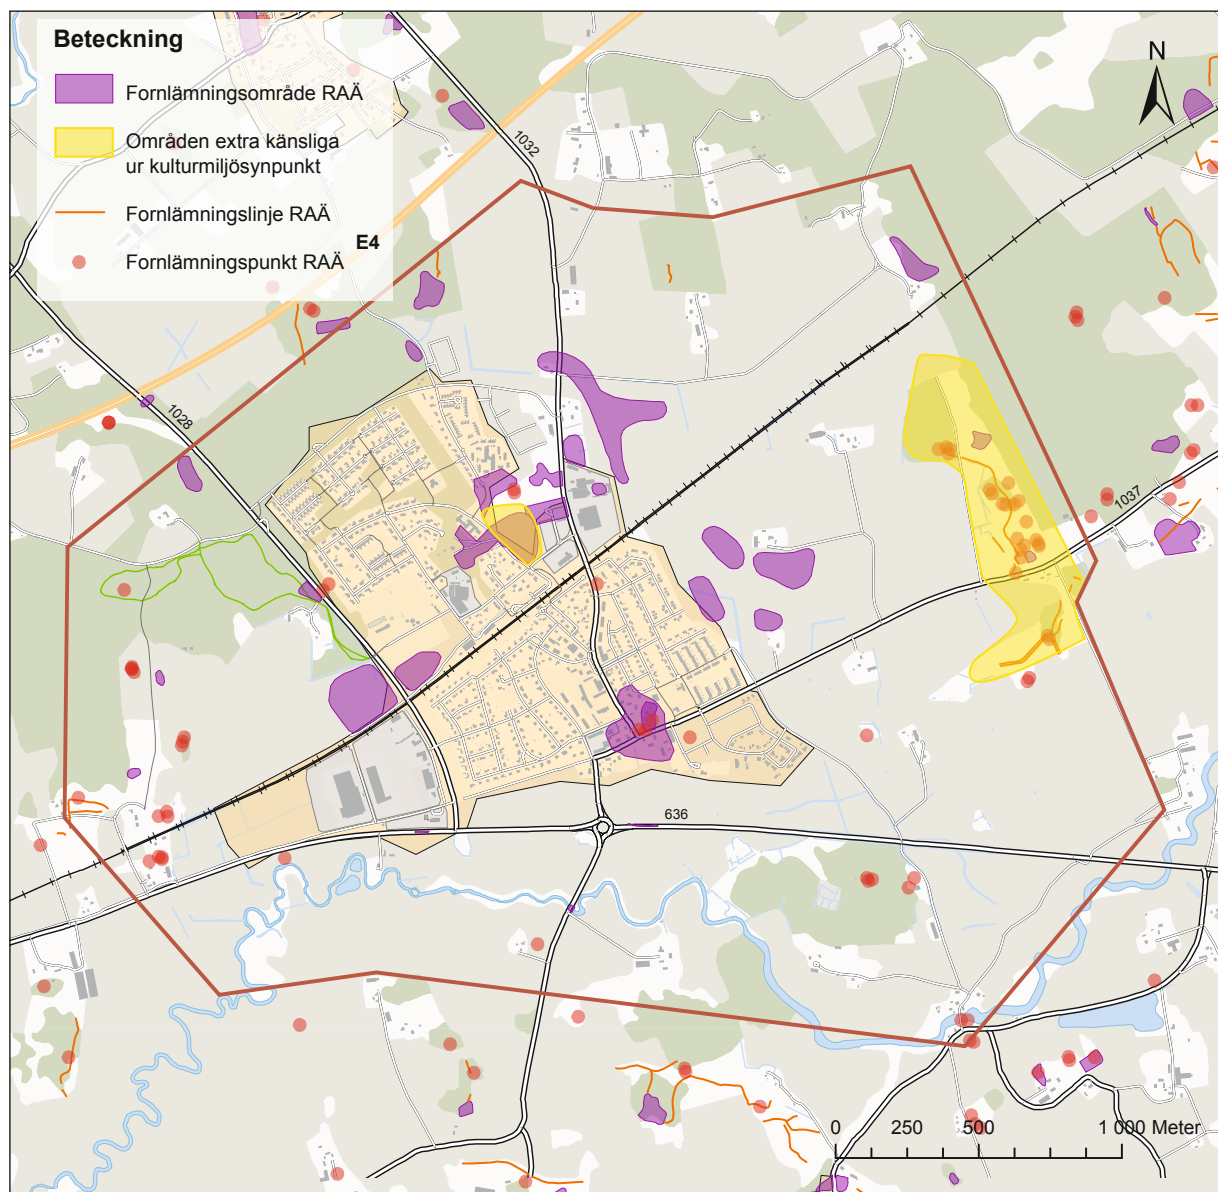 Beteckning
Fornlämningsområde RAÄ
Områden extra känsliga
ur kulturmiljösynpunkt
Fornlämningslinje RAÄ
Fornlämningspunkt RAÄ
E4
1032
N
1028
1037
636
0 250 500 1 000 Meter